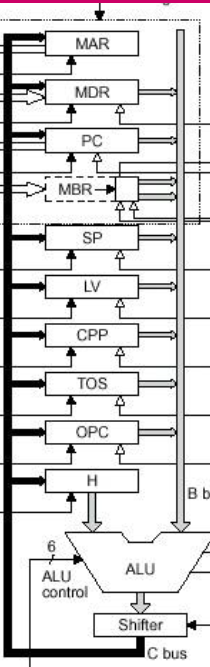 MAR
MDR
PC
MBR
SP
LV
CPP
TOS
OPC
H
B b
6
ALU
control
ALU
Shifter
C bus